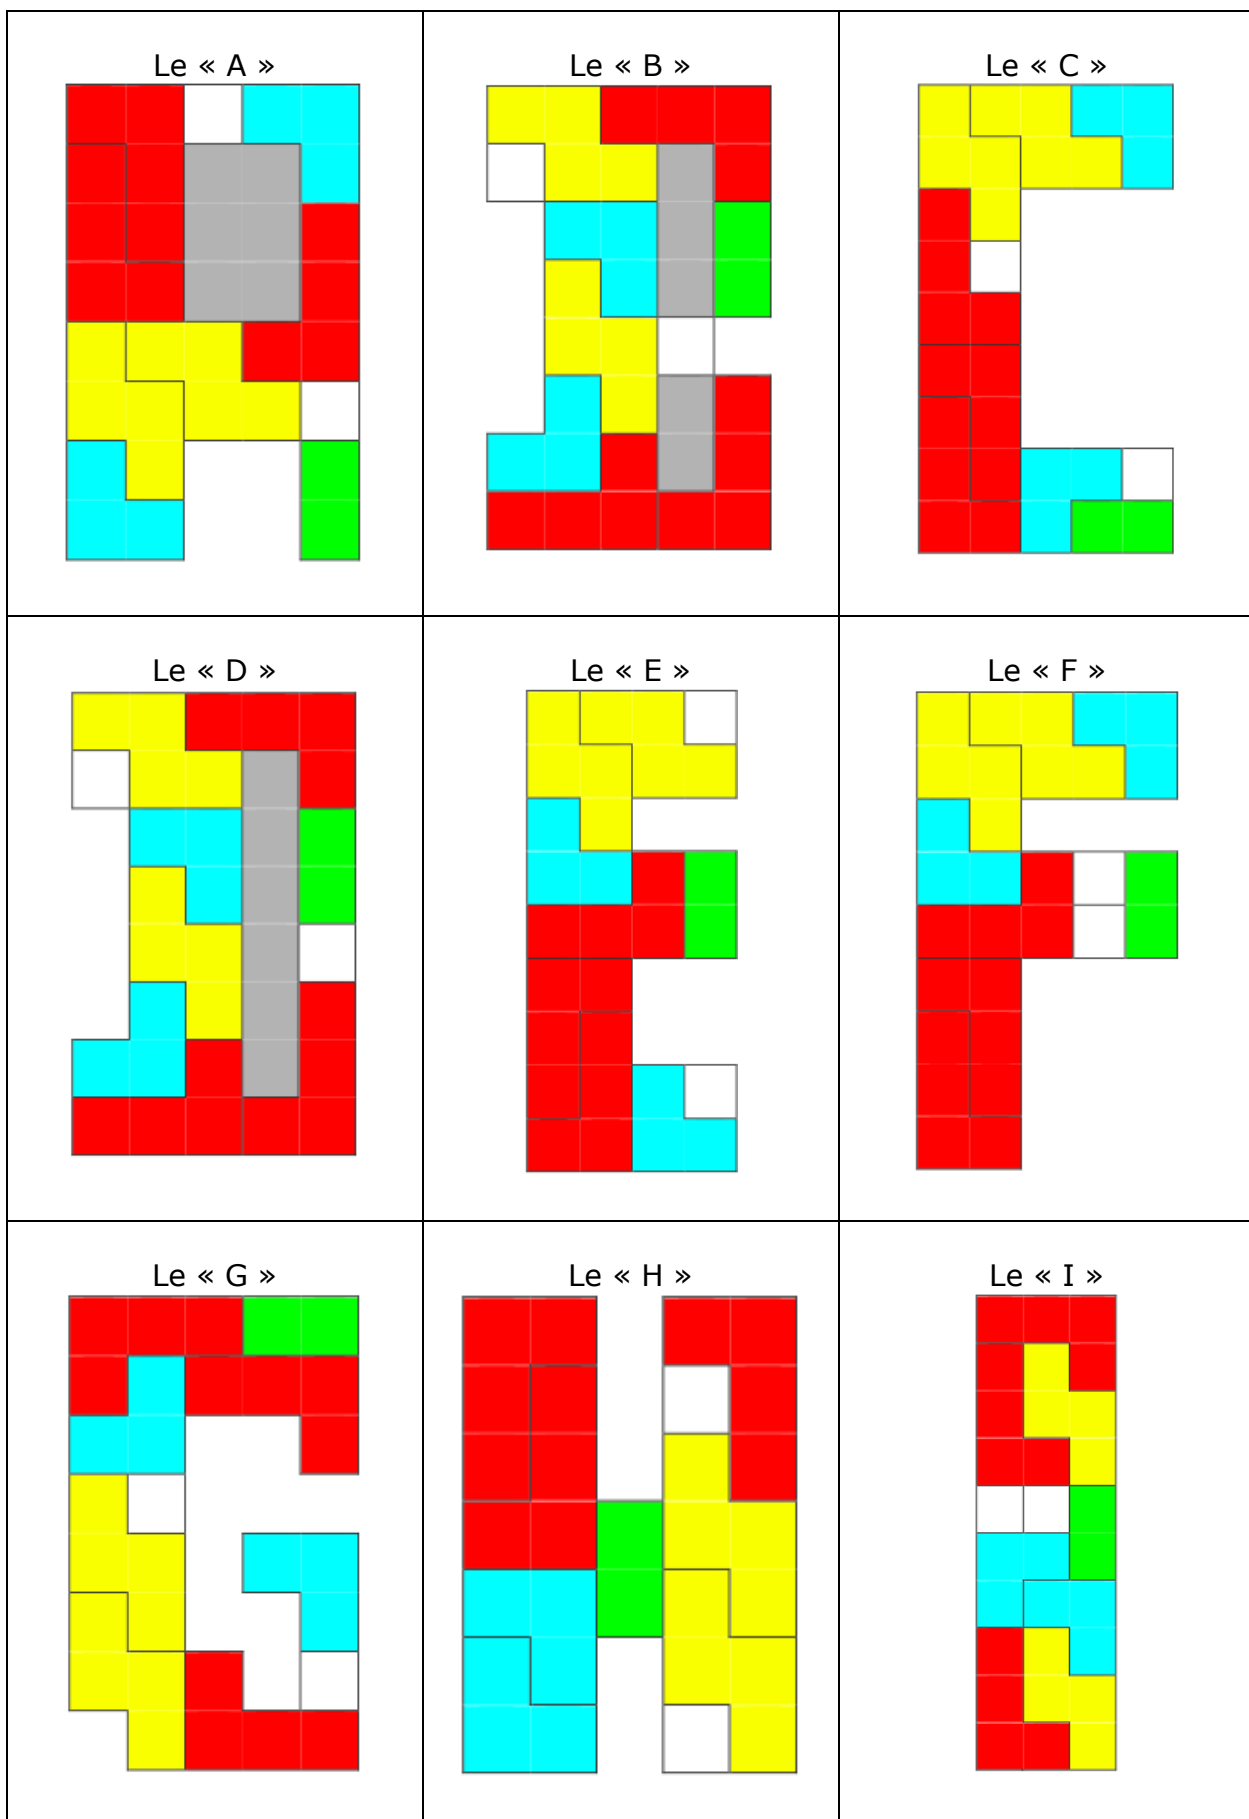 Le « A »
Le « B »
Le « C »
Le « D »
Le « E »
Le « F »
Le « G »
Le « H »
Le « I »